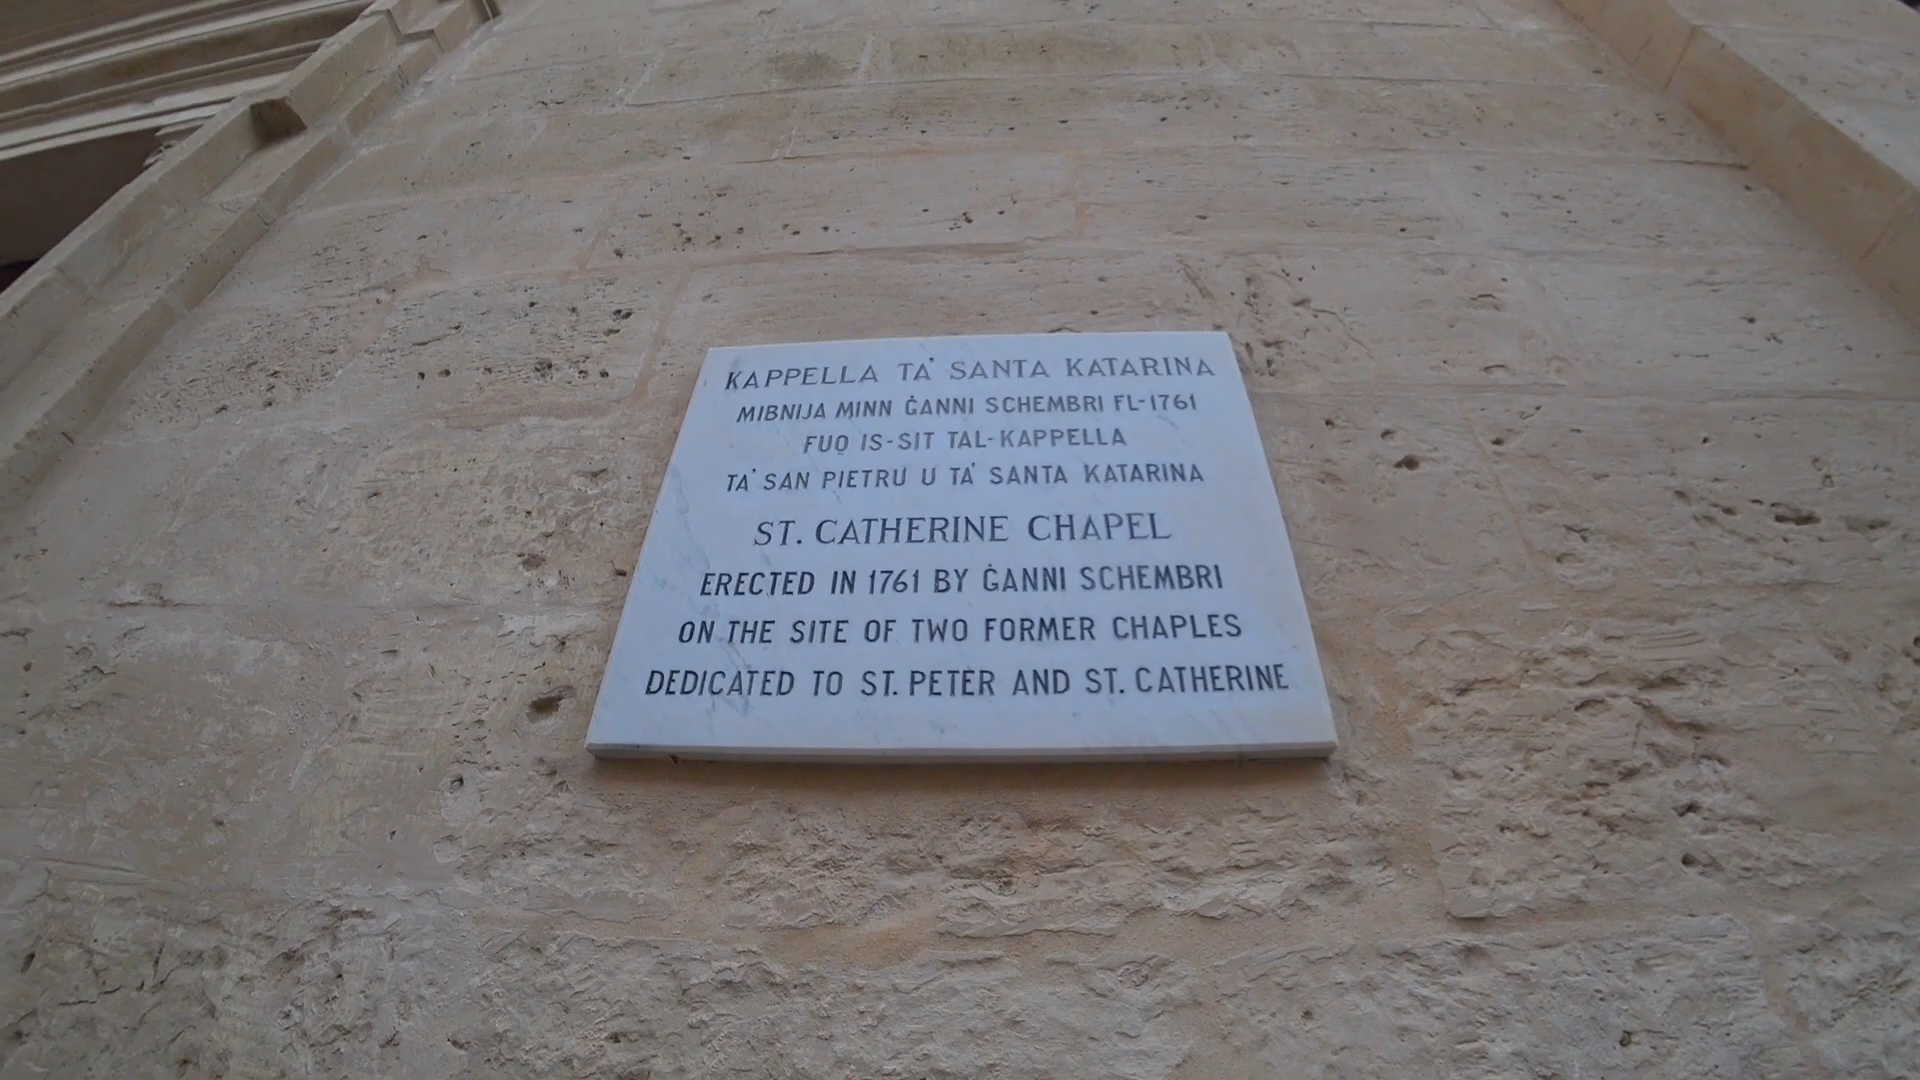 KAPPELLA TA' SANTA KATARINA
MIBNIJA MINN ĠANNI SCHEMBRI FL-1761
FUQ IS-SIT TAL-KAPPELLA
TA' SAN PIETRU U TA' SANTA KATARINA
ST. CATHERINE CHAPEL
ERECTED IN 1761 BY ĠANNI SCHEMBRI
ON THE SITE OF TWO FORMER CHAPLES
DEDICATED TO ST. PETER AND ST. CATHERINE